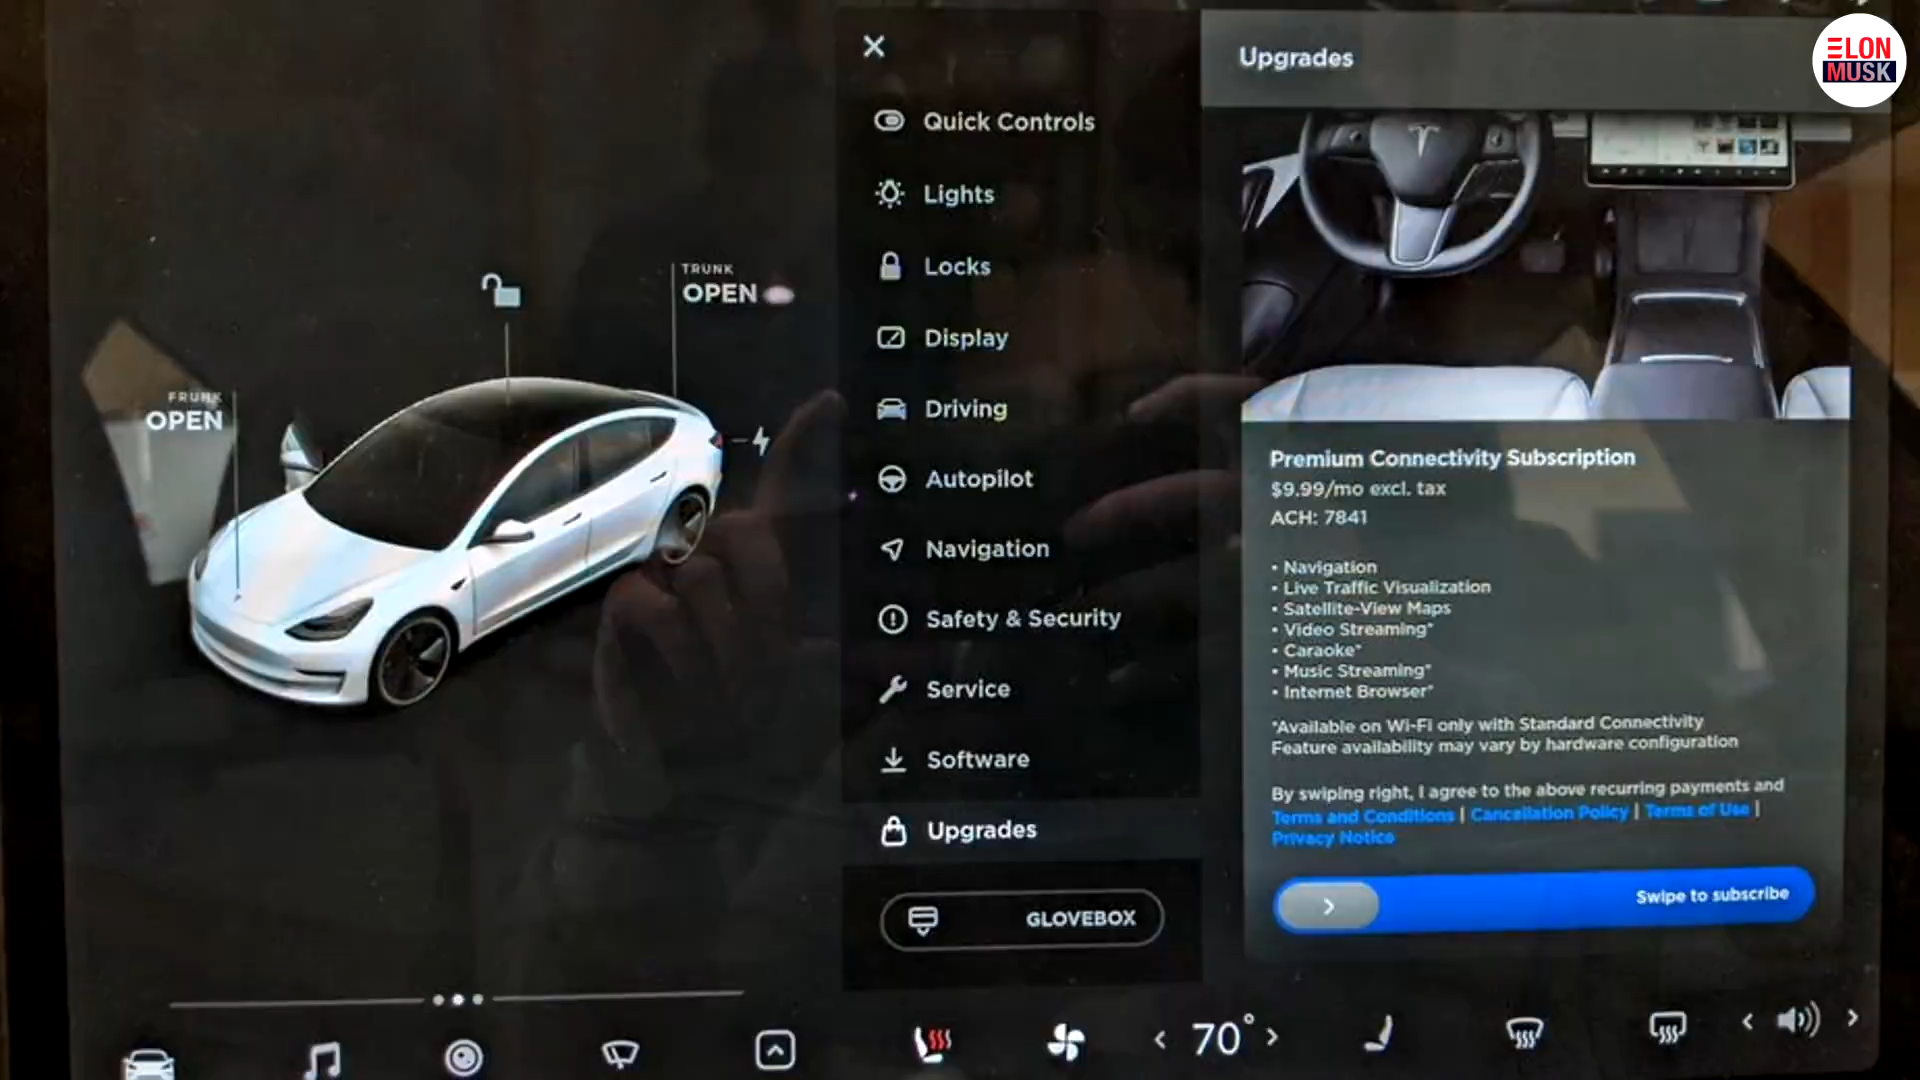 ELON
MUSK
FRUNK
OPEN
TRUNK
OPEN
Quick Controls
Lights
Locks
Display
Driving
Autopilot
Navigation
Safety & Security
Service
Software
Upgrades
GLOVEBOX
Upgrades
Premium Connectivity Subscription
$9.99/mo excl. tax
ACH: 7841
• Navigation
• Live Traffic Visualization
• Satellite-View Maps
• Video Streaming*
• Caraoke*
• Music Streaming*
• Internet Browser*
*Available on Wi-Fi only with Standard Connectivity
Feature availability may vary by hardware configuration
By swiping right, I agree to the above recurring payments and
Terms and Conditions | Cancellation Policy | Terms of Use |
Privacy Notice
Swipe to subscribe
70°